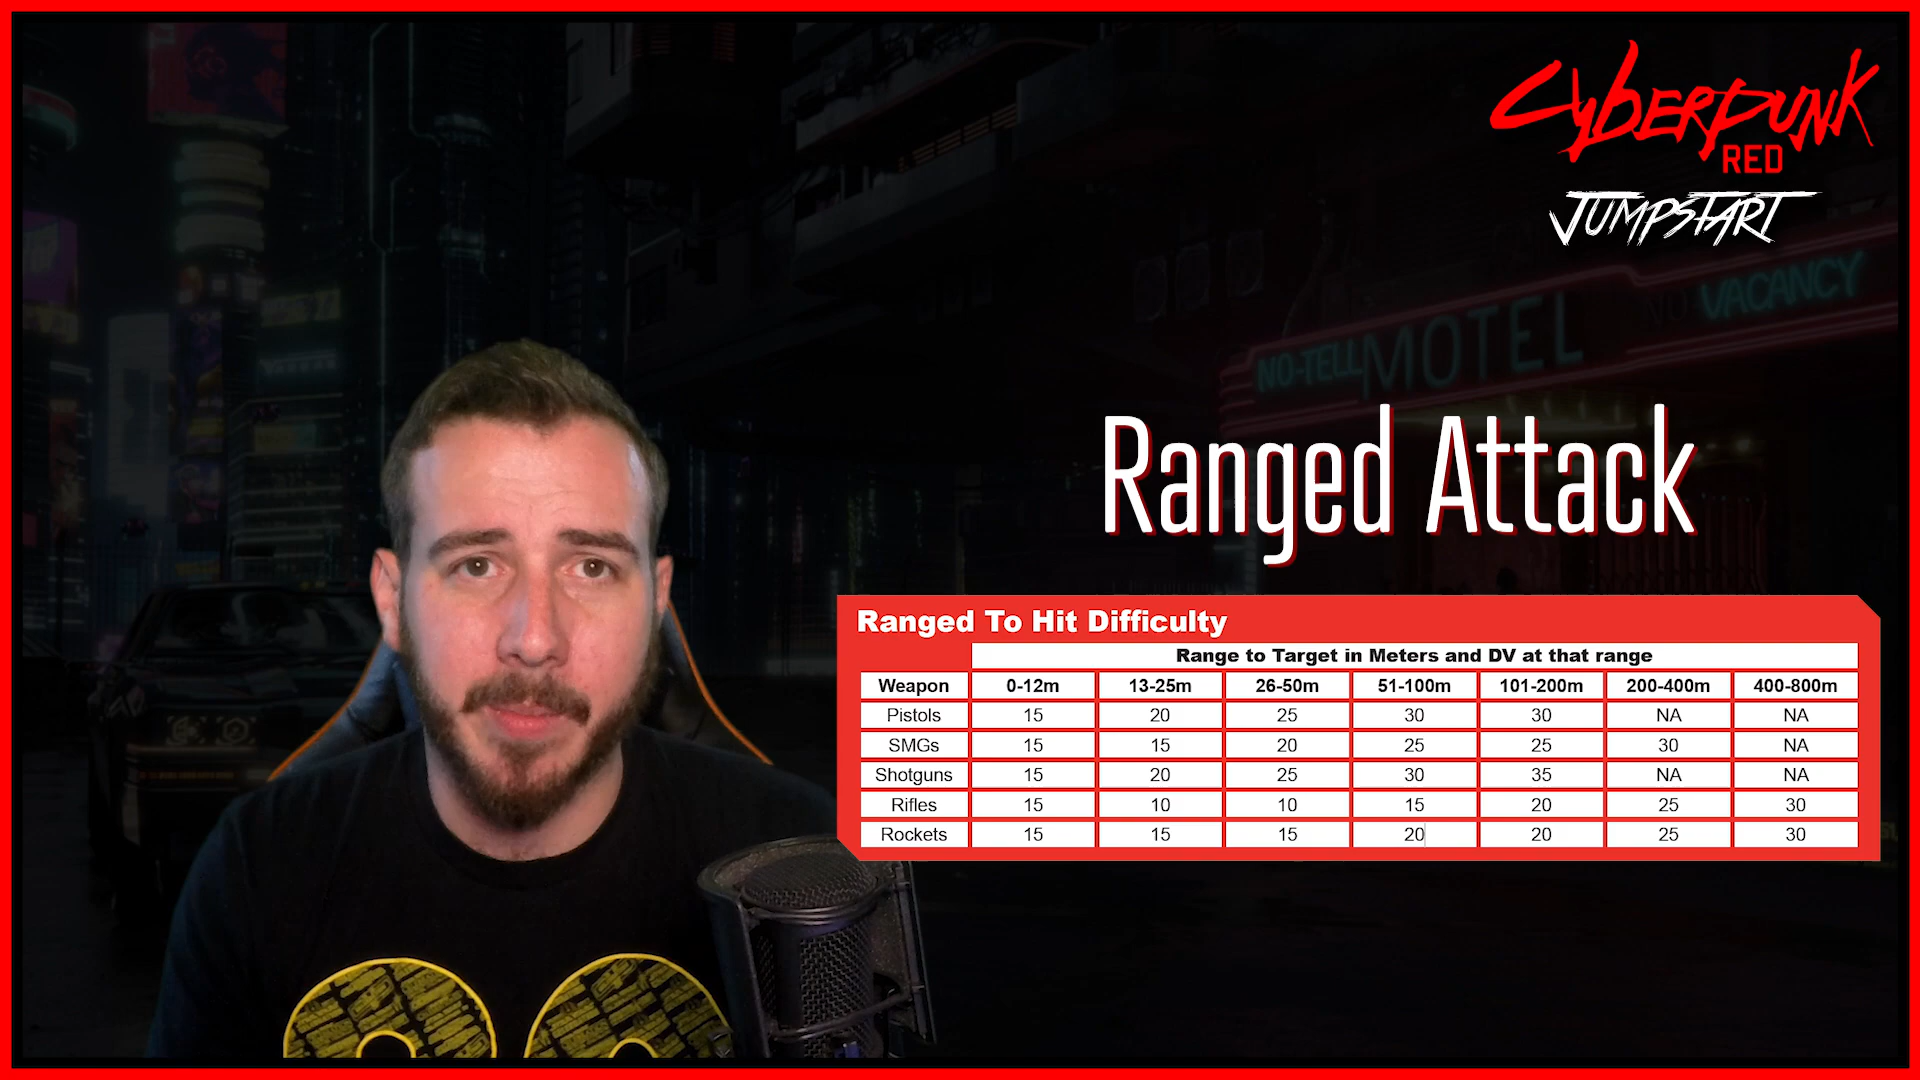 CYBERPUNK
RED
JUMPSTART
NO-TELL MOTEL NO VACANCY
Ranged Attack
Ranged To Hit Difficulty
Range to Target in Meters and DV at that range
Weapon 0-12m 13-25m 26-50m 51-100m 101-200m 200-400m 400-800m
Pistols 15 20 25 30 30 NA NA
SMGs 15 15 20 25 25 30 NA
Shotguns 15 20 25 30 35 NA NA
Rifles 15 10 10 15 20 25 30
Rockets 15 15 15 20 20 25 30